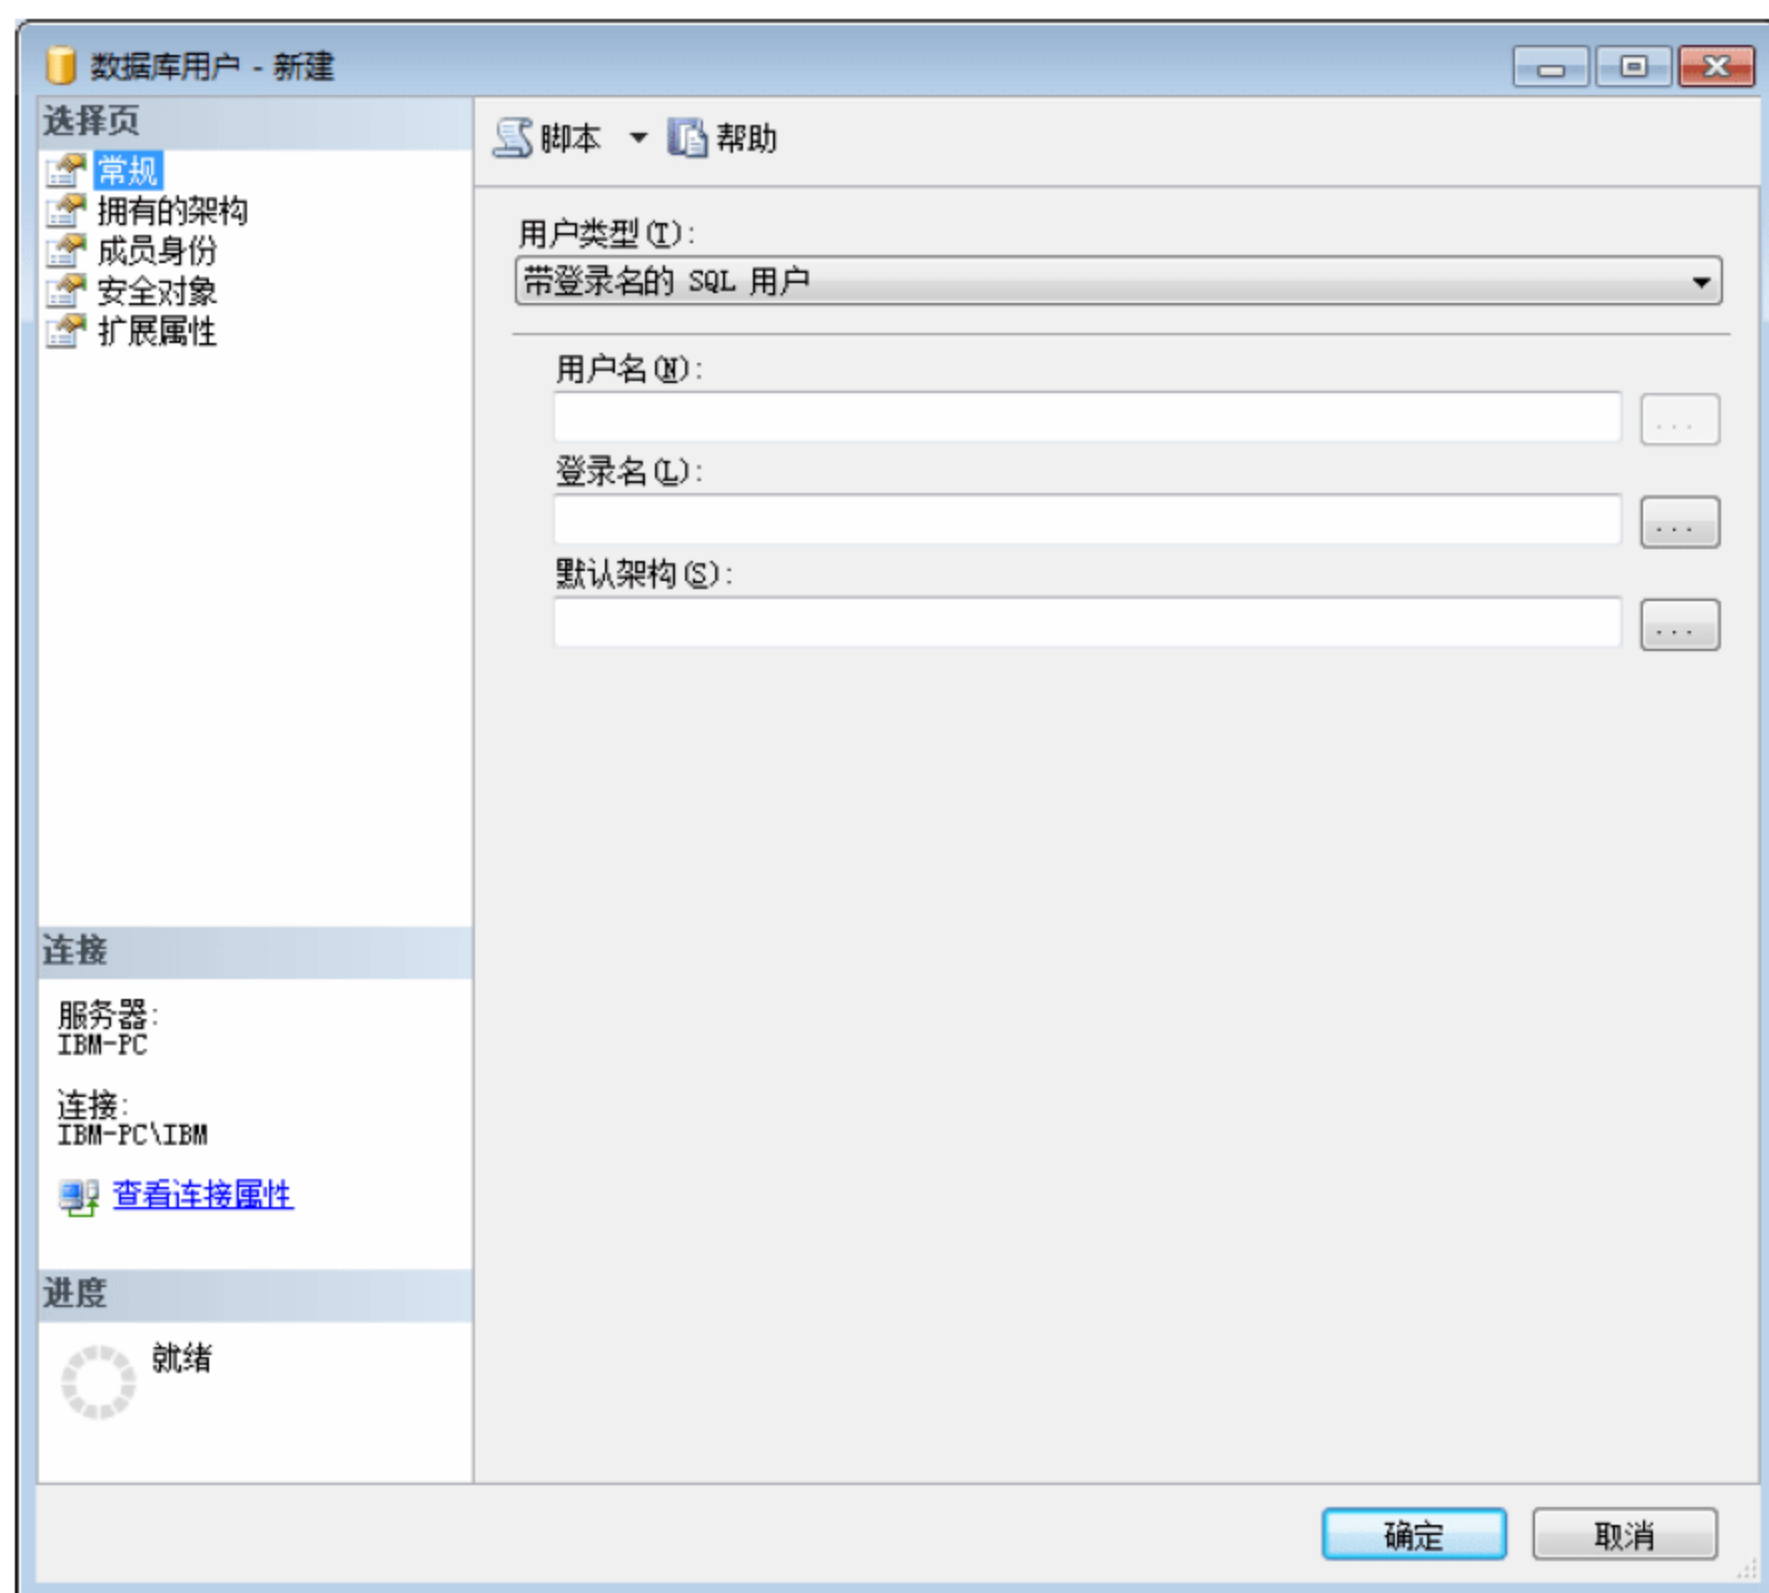 数据库用户 - 新建
选择页
常规
拥有的架构
成员身份
安全对象
扩展属性
脚本 帮助
用户类型(T):
带登录名的 SQL 用户
用户名(N):
...
登录名(L):
...
默认架构(S):
...
连接
服务器:
IBM-PC
连接:
IBM-PC\IBM
查看连接属性
进度
就绪
确定 取消